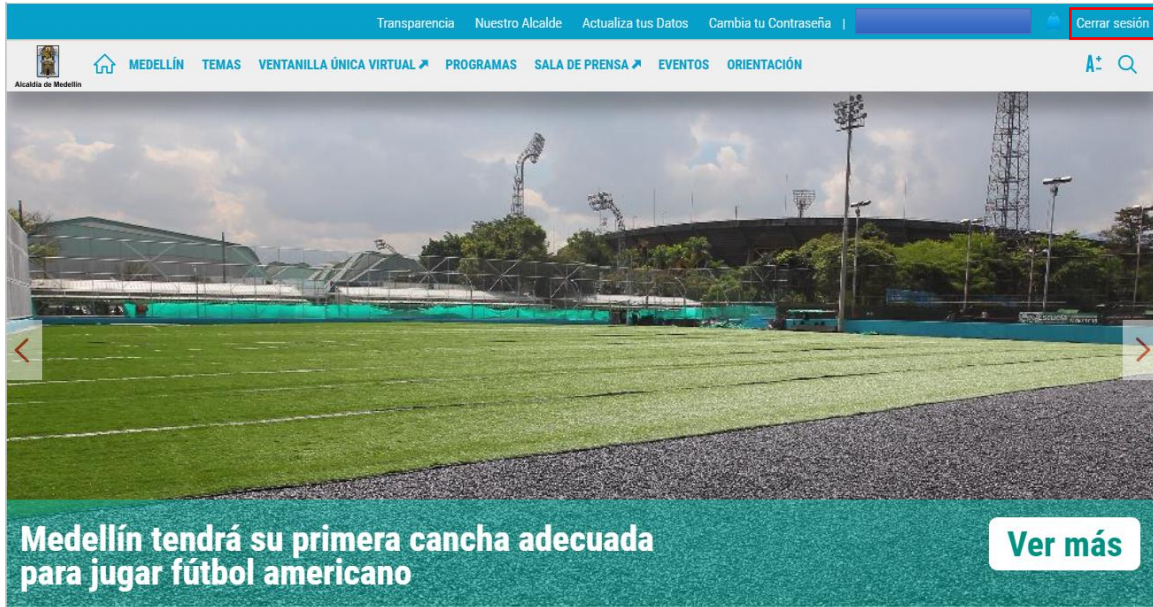 Transparencia Nuestro Alcalde Actualiza tus Datos Cambia tu Contraseña | Cerrar sesión
Alcaldía de Medellín
MEDELLÍN TEMAS VENTANILLA ÚNICA VIRTUAL PROGRAMAS SALA DE PRENSA EVENTOS ORIENTACIÓN A+-
Medellín tendrá su primera cancha adecuada
para jugar fútbol americano
Ver más